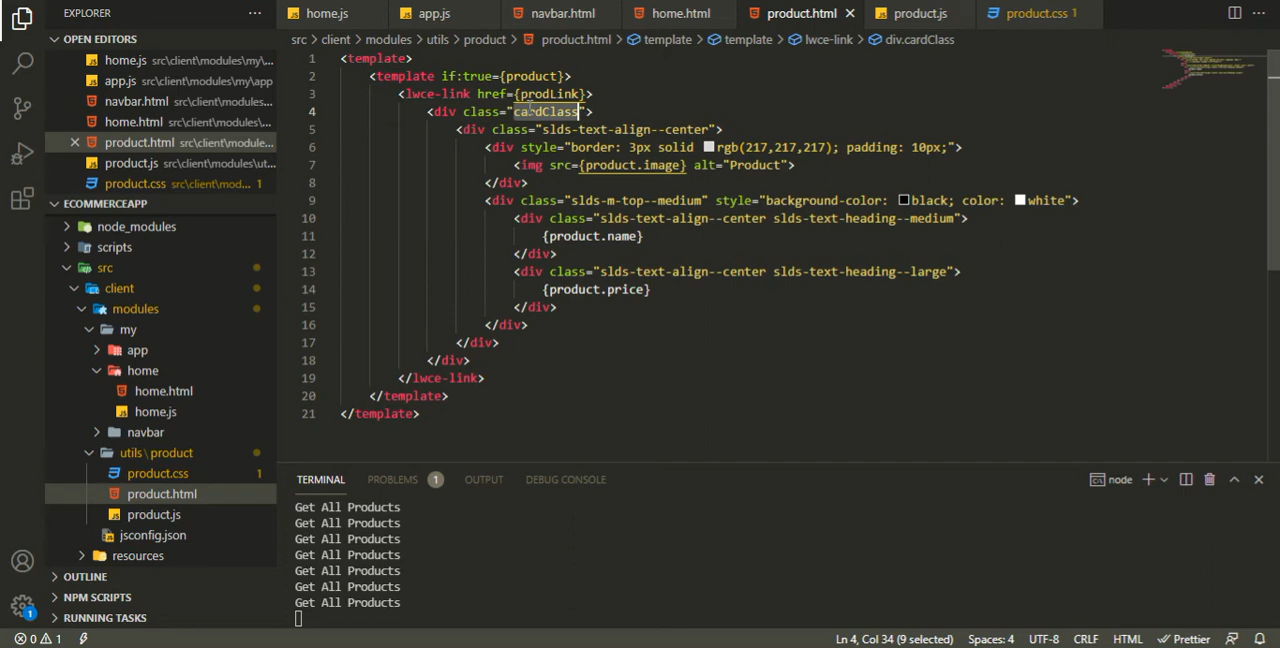 EXPLORER ···
home.js app.js navbar.html home.html product.html product.js product.css 1 ···
OPEN EDITORS
home.js src\client\modules\my\...
app.js src\client\modules\my\app
navbar.html src\client\modules...
home.html src\client\modules\...
product.html src\client\module...
product.js src\client\modules\ut...
product.css src\client\mod... 1
ECOMMERCEAPP
node_modules
scripts
src
client
modules
my
app
home
home.html
home.js
navbar
utils \ product
product.css 1
product.html
product.js
jsconfig.json
resources
OUTLINE
NPM SCRIPTS
RUNNING TASKS
src > client > modules > utils > product > product.html > template > template > lwce-link > div.cardClass
1 <template>
2 <template if:true={product}>
3 <lwce-link href={prodLink}>
4 <div class="cardClass">
5 <div class="slds-text-align--center">
6 <div style="border: 3px solid rgb(217,217,217); padding: 10px;">
7 <img src={product.image} alt="Product">
8 </div>
9 <div class="slds-m-top--medium" style="background-color: black; color: white">
10 <div class="slds-text-align--center slds-text-heading--medium">
11 {product.name}
12 </div>
13 <div class="slds-text-align--center slds-text-heading--large">
14 {product.price}
15 </div>
16 </div>
17 </div>
18 </div>
19 </lwce-link>
20 </template>
21 </template>
TERMINAL PROBLEMS 1 OUTPUT DEBUG CONSOLE node
Get All Products
Get All Products
Get All Products
Get All Products
Get All Products
Get All Products
Get All Products
1
0 1 Ln 4, Col 34 (9 selected) Spaces: 4 UTF-8 CRLF HTML Prettier